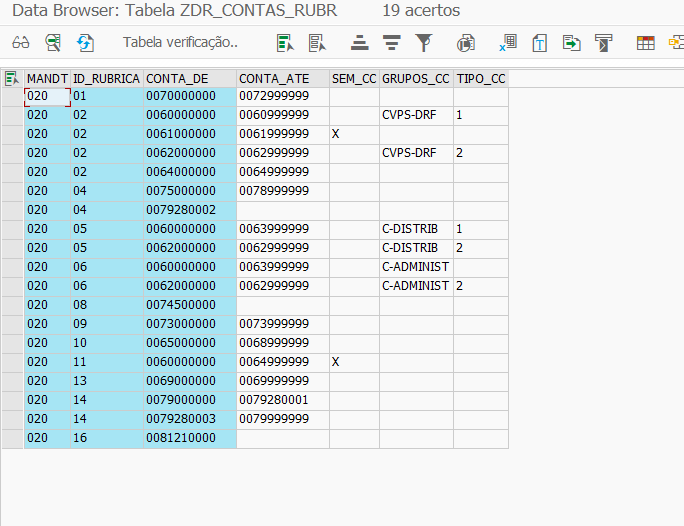 Data Browser: Tabela ZDR_CONTAS_RUBR 19 acertos
Tabela verificação..
MANDT ID_RUBRICA CONTA_DE CONTA_ATE SEM_CC GRUPOS_CC TIPO_CC
020 01 0070000000 0072999999
020 02 0060000000 0060999999 CVPS-DRF 1
020 02 0061000000 0061999999 X
020 02 0062000000 0062999999 CVPS-DRF 2
020 02 0064000000 0064999999
020 04 0075000000 0078999999
020 04 0079280002
020 05 0060000000 0063999999 C-DISTRIB 1
020 05 0062000000 0062999999 C-DISTRIB 2
020 06 0060000000 0063999999 C-ADMINIST
020 06 0062000000 0062999999 C-ADMINIST 2
020 08 0074500000
020 09 0073000000 0073999999
020 10 0065000000 0068999999
020 11 0060000000 0064999999 X
020 13 0069000000 0069999999
020 14 0079000000 0079280001
020 14 0079280003 0079999999
020 16 0081210000